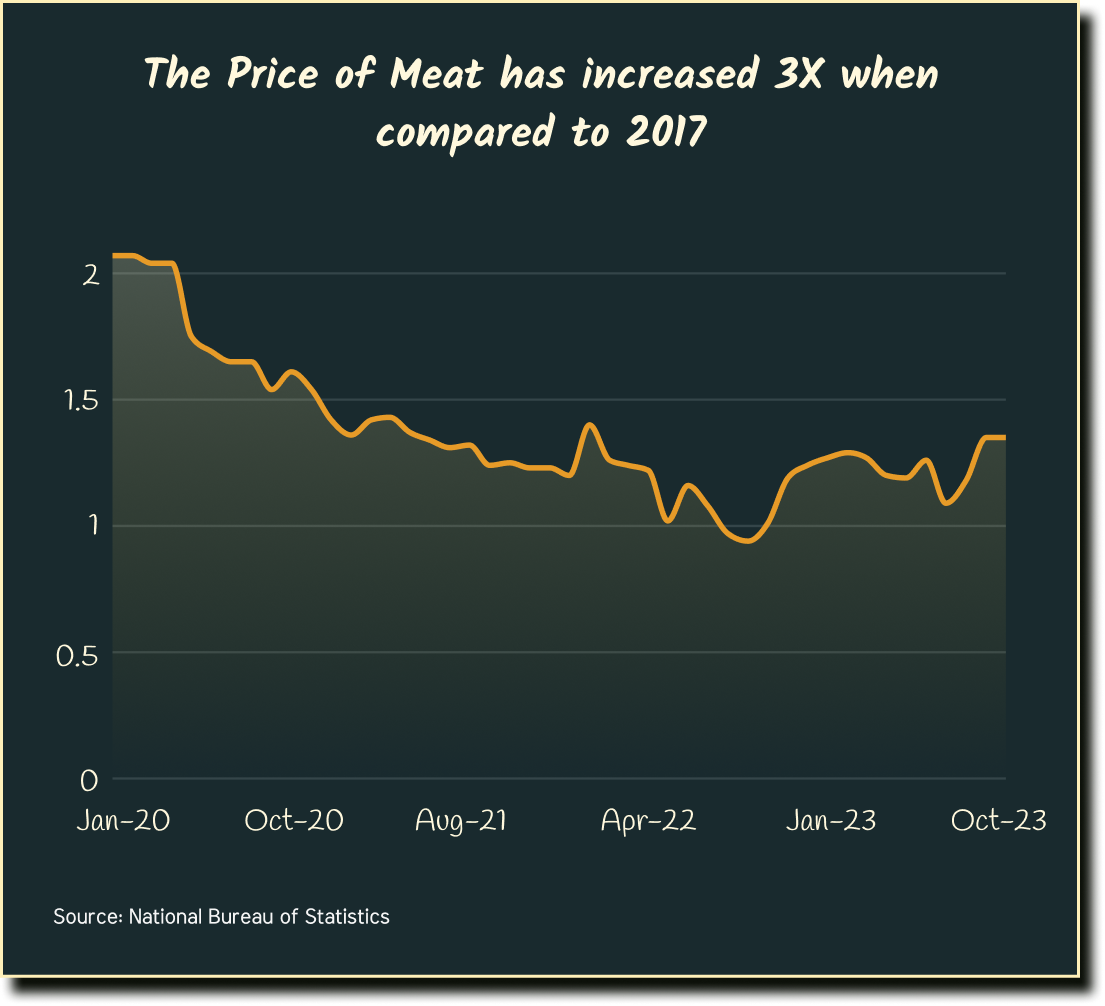 The Price of Meat has increased 3X when
compared to 2017
2
1.5
1
0.5
0
Jan-20 Oct-20 Aug-21 Apr-22 Jan-23 Oct-23
Source: National Bureau of Statistics